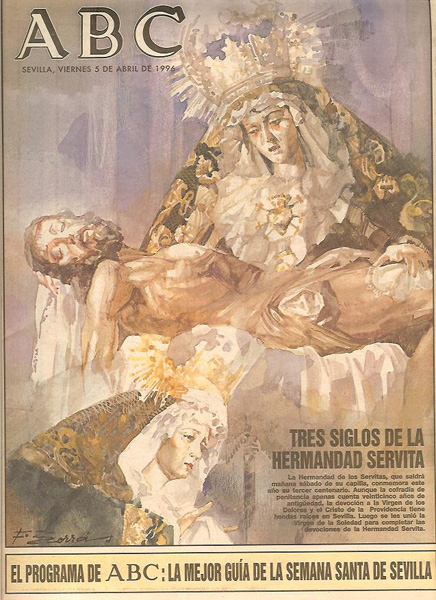 ABC
SEVILLA, VIERNES 5 DE ABRIL DE 1996
TRES SIGLOS DE LA
HERMANDAD SERVITA
La Hermandad de los Servitas, que saldrá
mañana sábado de su capilla, conmemora este
año su tercer centenario. Aunque la cofradía de
penitencia apenas cuenta veinticinco años de
antigüedad, la devoción a la Virgen de los
Dolores y el Cristo de la Providencia tiene
hondas raíces en Sevilla. Luego se les unió la
Virgen de la Soledad para completar las
devociones de la Hermandad Servita.
EL PROGRAMA DE ABC: LA MEJOR GUÍA DE LA SEMANA SANTA DE SEVILLA